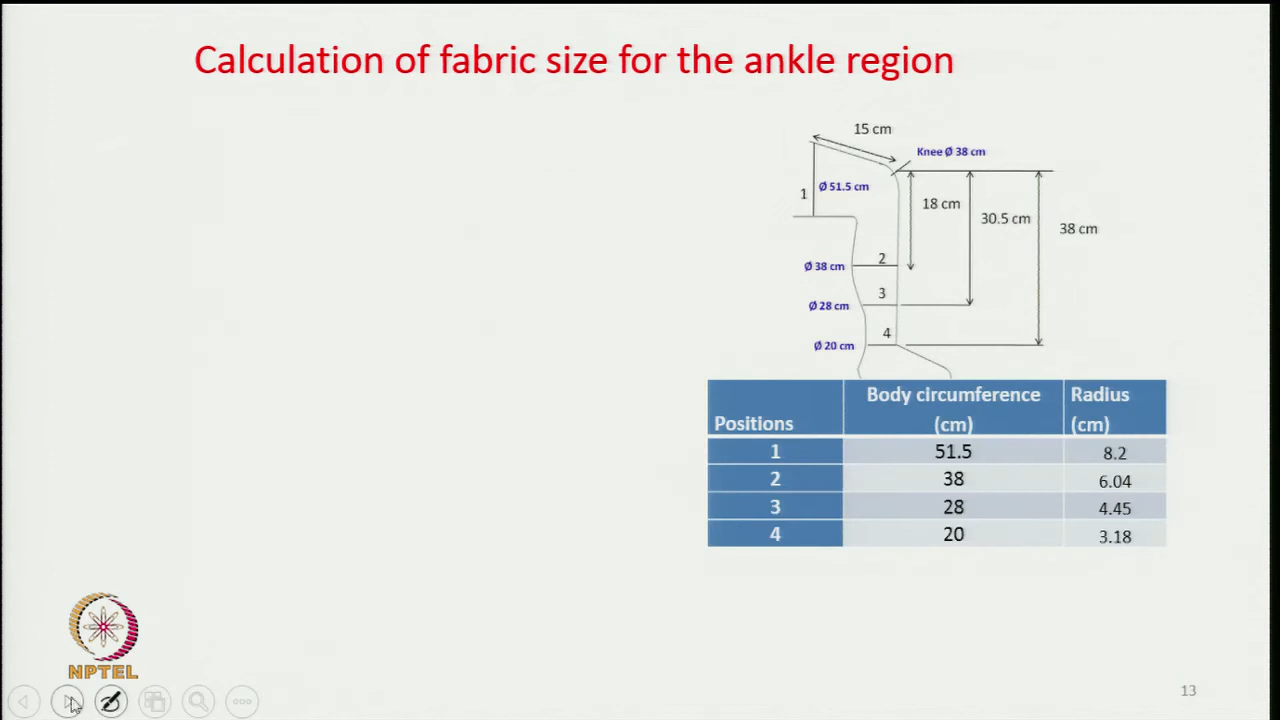 Calculation of fabric size for the ankle region
15 cm
Knee Ø 38 cm
1
Ø 51.5 cm
18 cm
30.5 cm
38 cm
2
Ø 38 cm
3
Ø 28 cm
4
Ø 20 cm
Positions Body circumference (cm) Radius (cm)
1 51.5 8.2
2 38 6.04
3 28 4.45
4 20 3.18
NPTEL
13